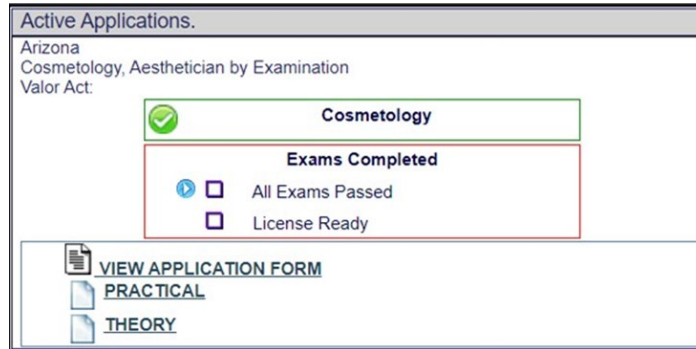 Active Applications.
Arizona
Cosmetology, Aesthetician by Examination
Valor Act:
Cosmetology
Exams Completed
All Exams Passed
License Ready
VIEW APPLICATION FORM
PRACTICAL
THEORY